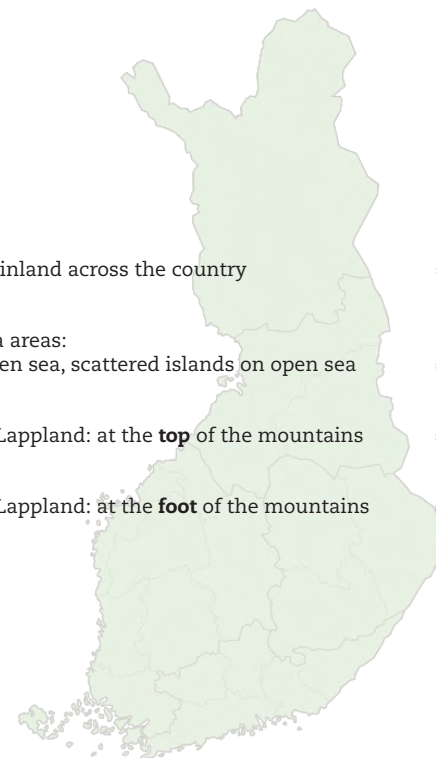 inland across the country
areas:
en sea, scattered islands on open sea
Lappland: at the top of the mountains
Lappland: at the foot of the mountains